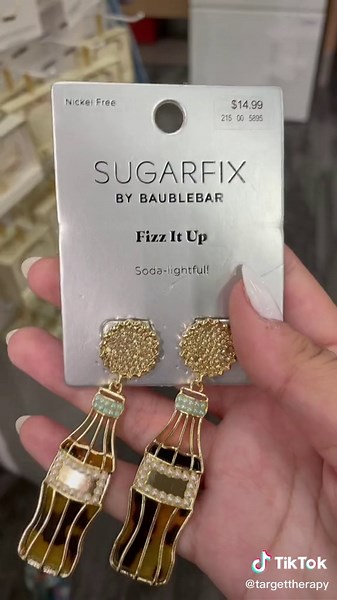 Nickel Free
$14.99
215 00 5895
SUGARFIX
BY BAUBLEBAR
Fizz It Up
Soda-lightful!
TikTok
@targettherapy